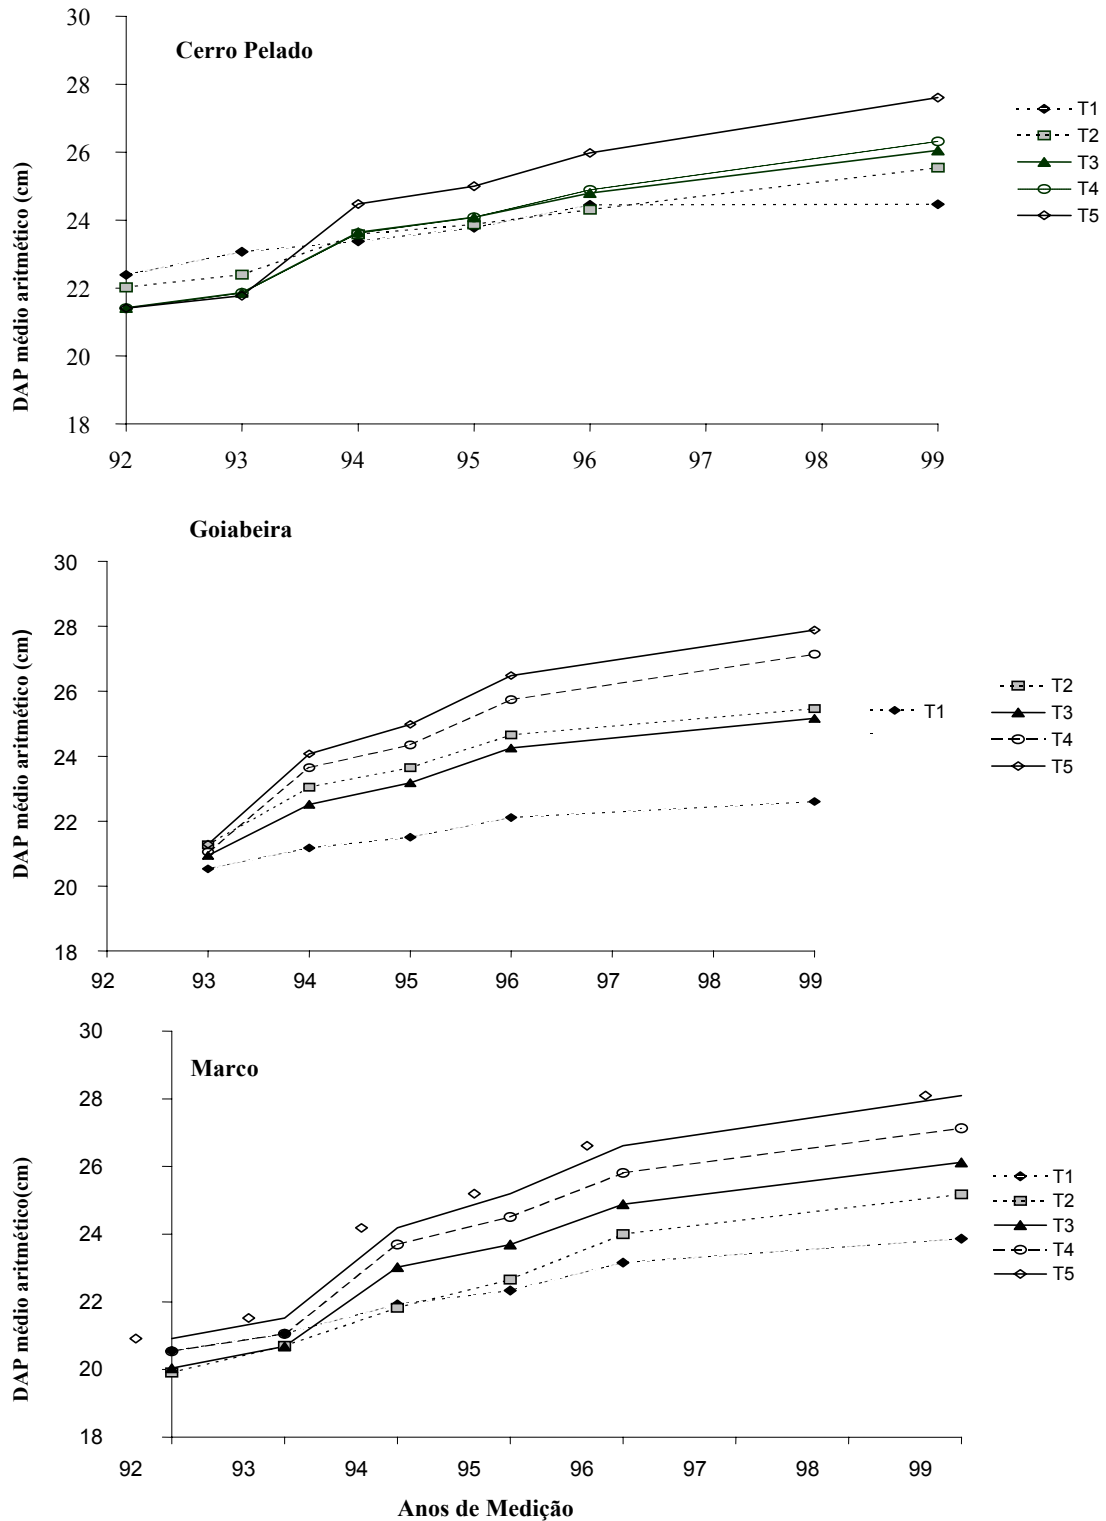 30
Cerro Pelado
28
26
24
22
20
18
DAP médio aritmético (cm)
92 93 94 95 96 97 98 99
T1
T2
T3
T4
T5
Goiabeira
30
28
26
24
22
20
18
DAP médio aritmético (cm)
92 93 94 95 96 97 98 99
T1
T2
T3
T4
T5
30
Marco
28
26
24
22
20
18
DAP médio aritmético(cm)
92 93 94 95 96 97 98 99
T1
T2
T3
T4
T5
Anos de Medição